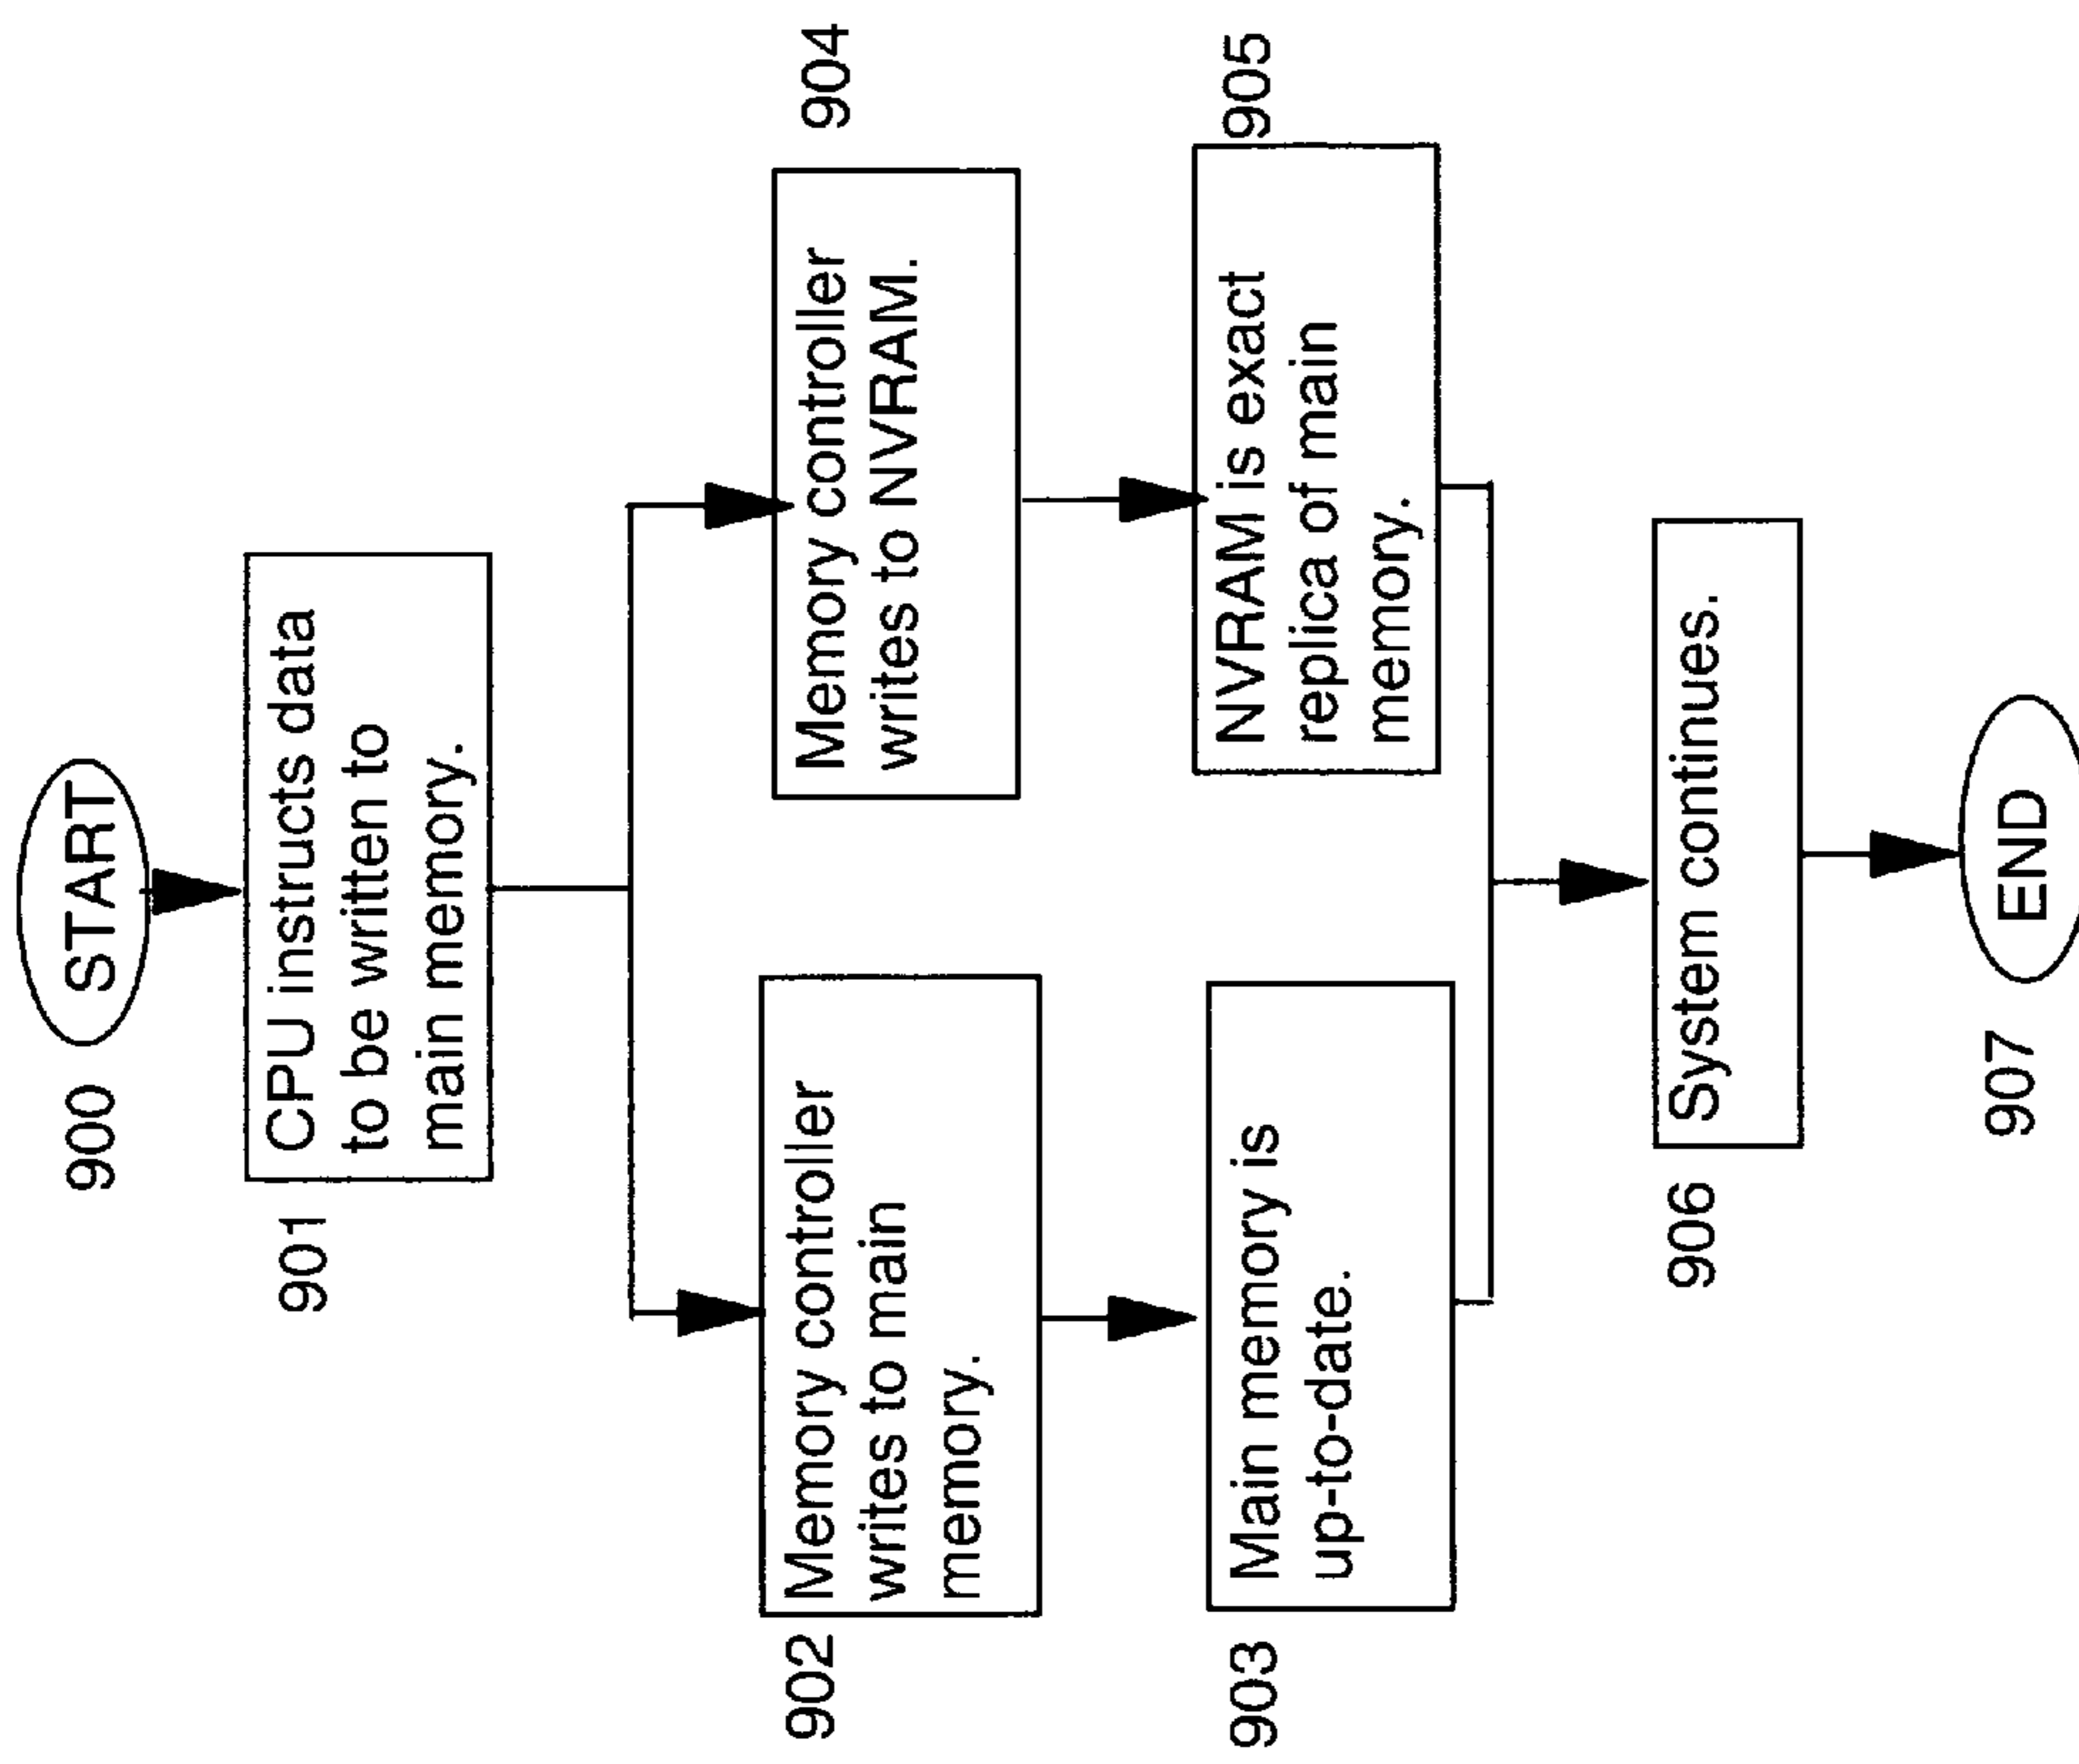 900
START
901
CPU instructs data
to be written to
main memory.
902
Memory controller
writes to main
memory.
904
Memory controller
writes to NVRAM.
903
Main memory is
up-to-date.
905
NVRAM is exact
replica of main
memory.
906
System continues.
907
END